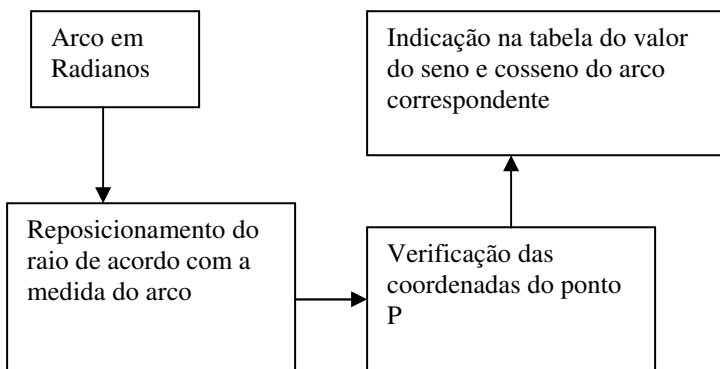 Arco em
Radianos
Reposicionamento do
raio de acordo com a
medida do arco
Verificação das
coordenadas do ponto
P
Indicação na tabela do valor
do seno e cosseno do arco
correspondente